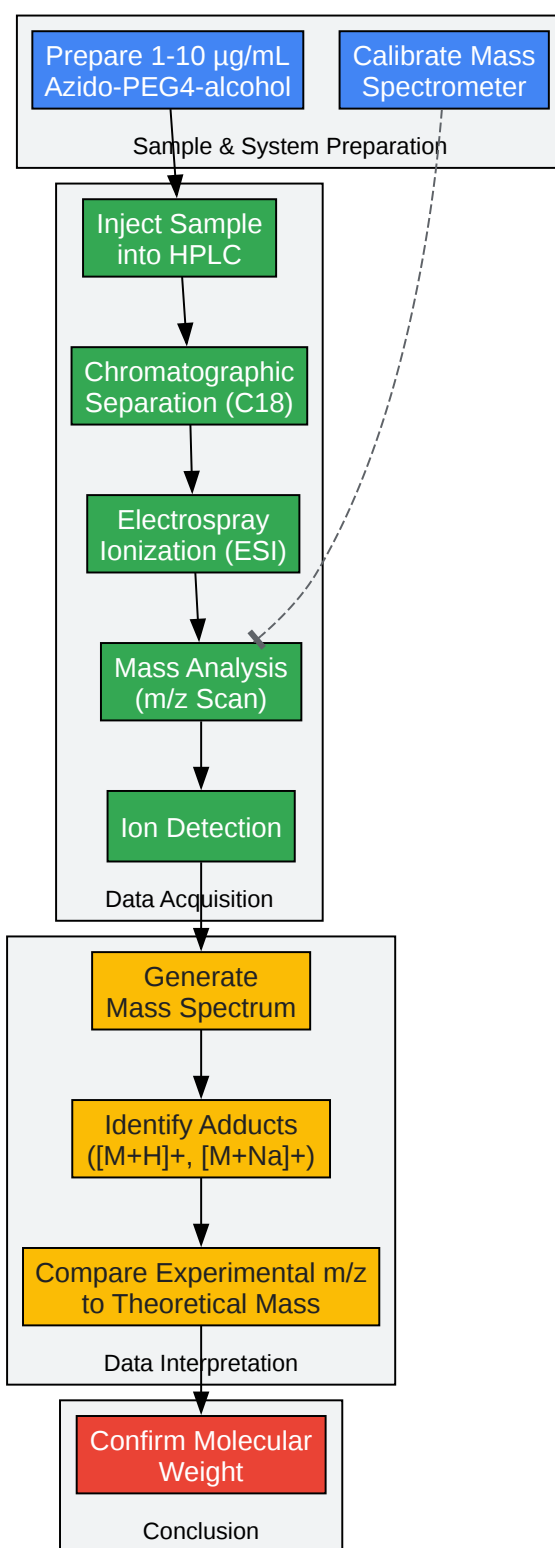 Prepare 1-10 µg/mL
Azido-PEG4-alcohol
Calibrate Mass
Spectrometer
Sample & System Preparation
Inject Sample
into HPLC
Chromatographic
Separation (C18)
Electrospray
Ionization (ESI)
Mass Analysis
(m/z Scan)
Ion Detection
Data Acquisition
Generate
Mass Spectrum
Identify Adducts
([M+H]+, [M+Na]+)
Compare Experimental m/z
to Theoretical Mass
Data Interpretation
Confirm Molecular
Weight
Conclusion